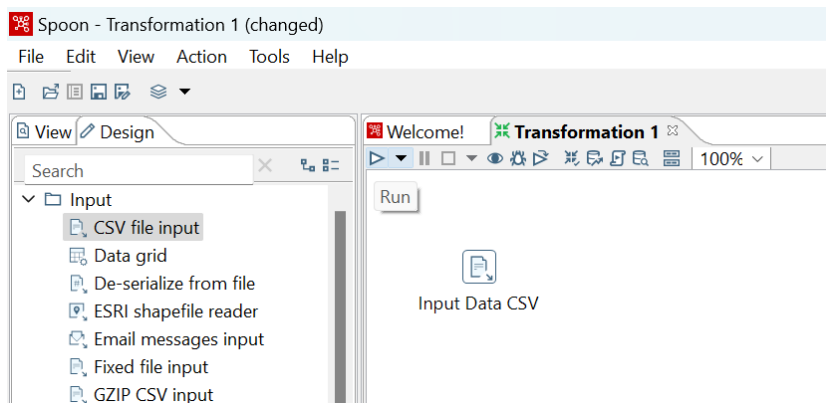 Spoon - Transformation 1 (changed)
File Edit View Action Tools Help
View Design
Welcome! Transformation 1
Search
100%
Run
Input
CSV file input
Data grid
De-serialize from file
ESRI shapefile reader
Email messages input
Fixed file input
GZIP CSV input
Input Data CSV